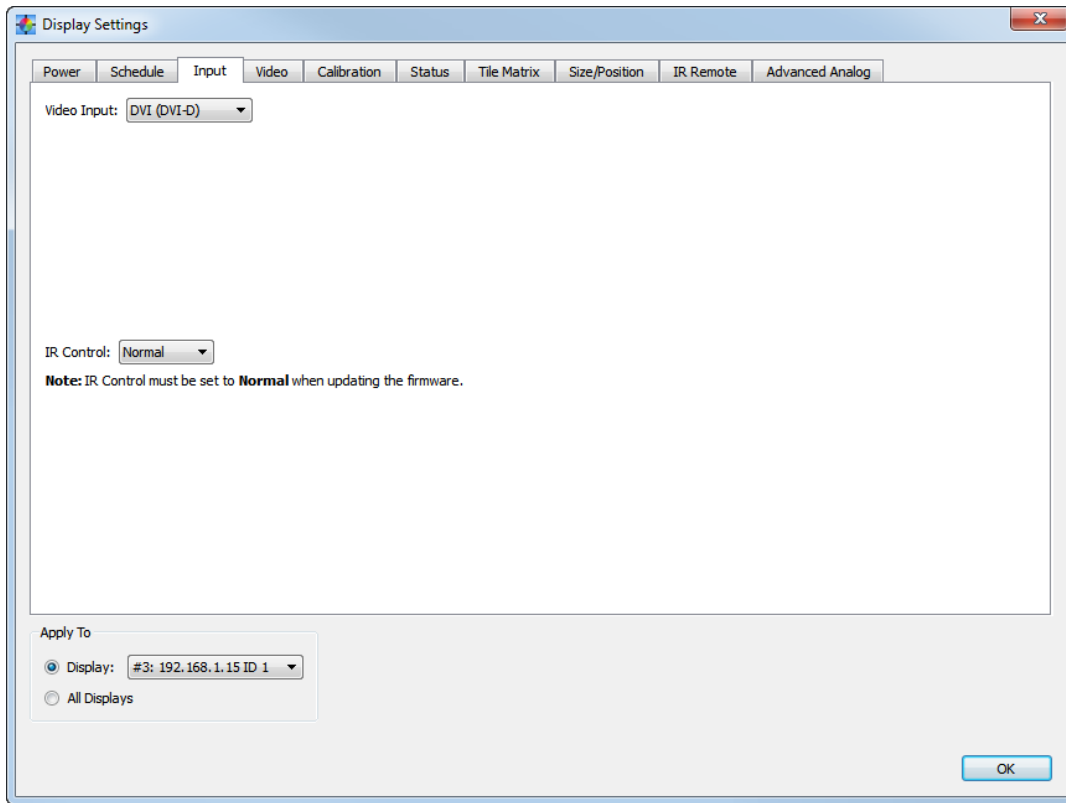 Display Settings
Power Schedule Input Video Calibration Status Tile Matrix Size/Position IR Remote Advanced Analog
Video Input: DVI (DVI-D)
IR Control: Normal
Note: IR Control must be set to Normal when updating the firmware.
Apply To
Display: #3: 192.168.1.15 ID 1
All Displays
OK